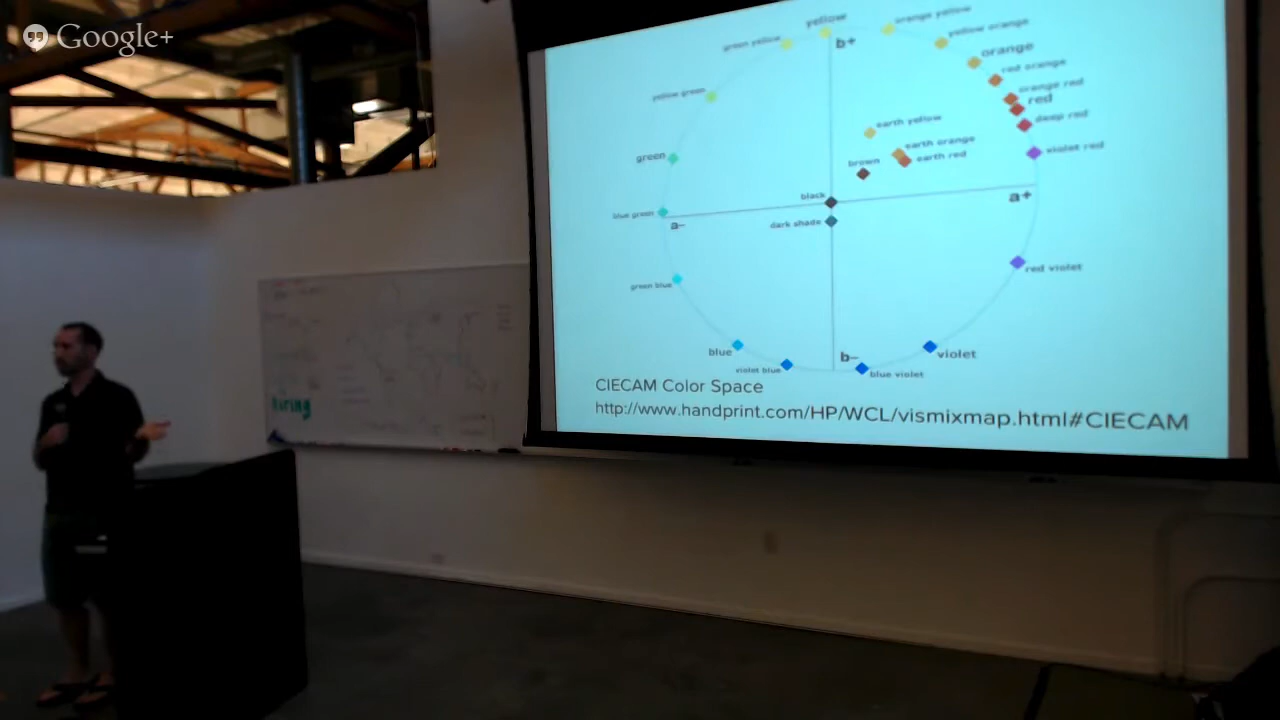 Google+
yellow
orange yellow
yellow orange
green yellow
b+
orange
red orange
yellow green
orange red
red
deep red
earth yellow
earth orange
earth red
violet red
green
brown
black
a+
blue green
a-
dark shade
red violet
green blue
blue
b-
violet
violet blue
blue violet
CIECAM Color Space
http://www.handprint.com/HP/WCL/vismixmap.html#CIECAM
hiring